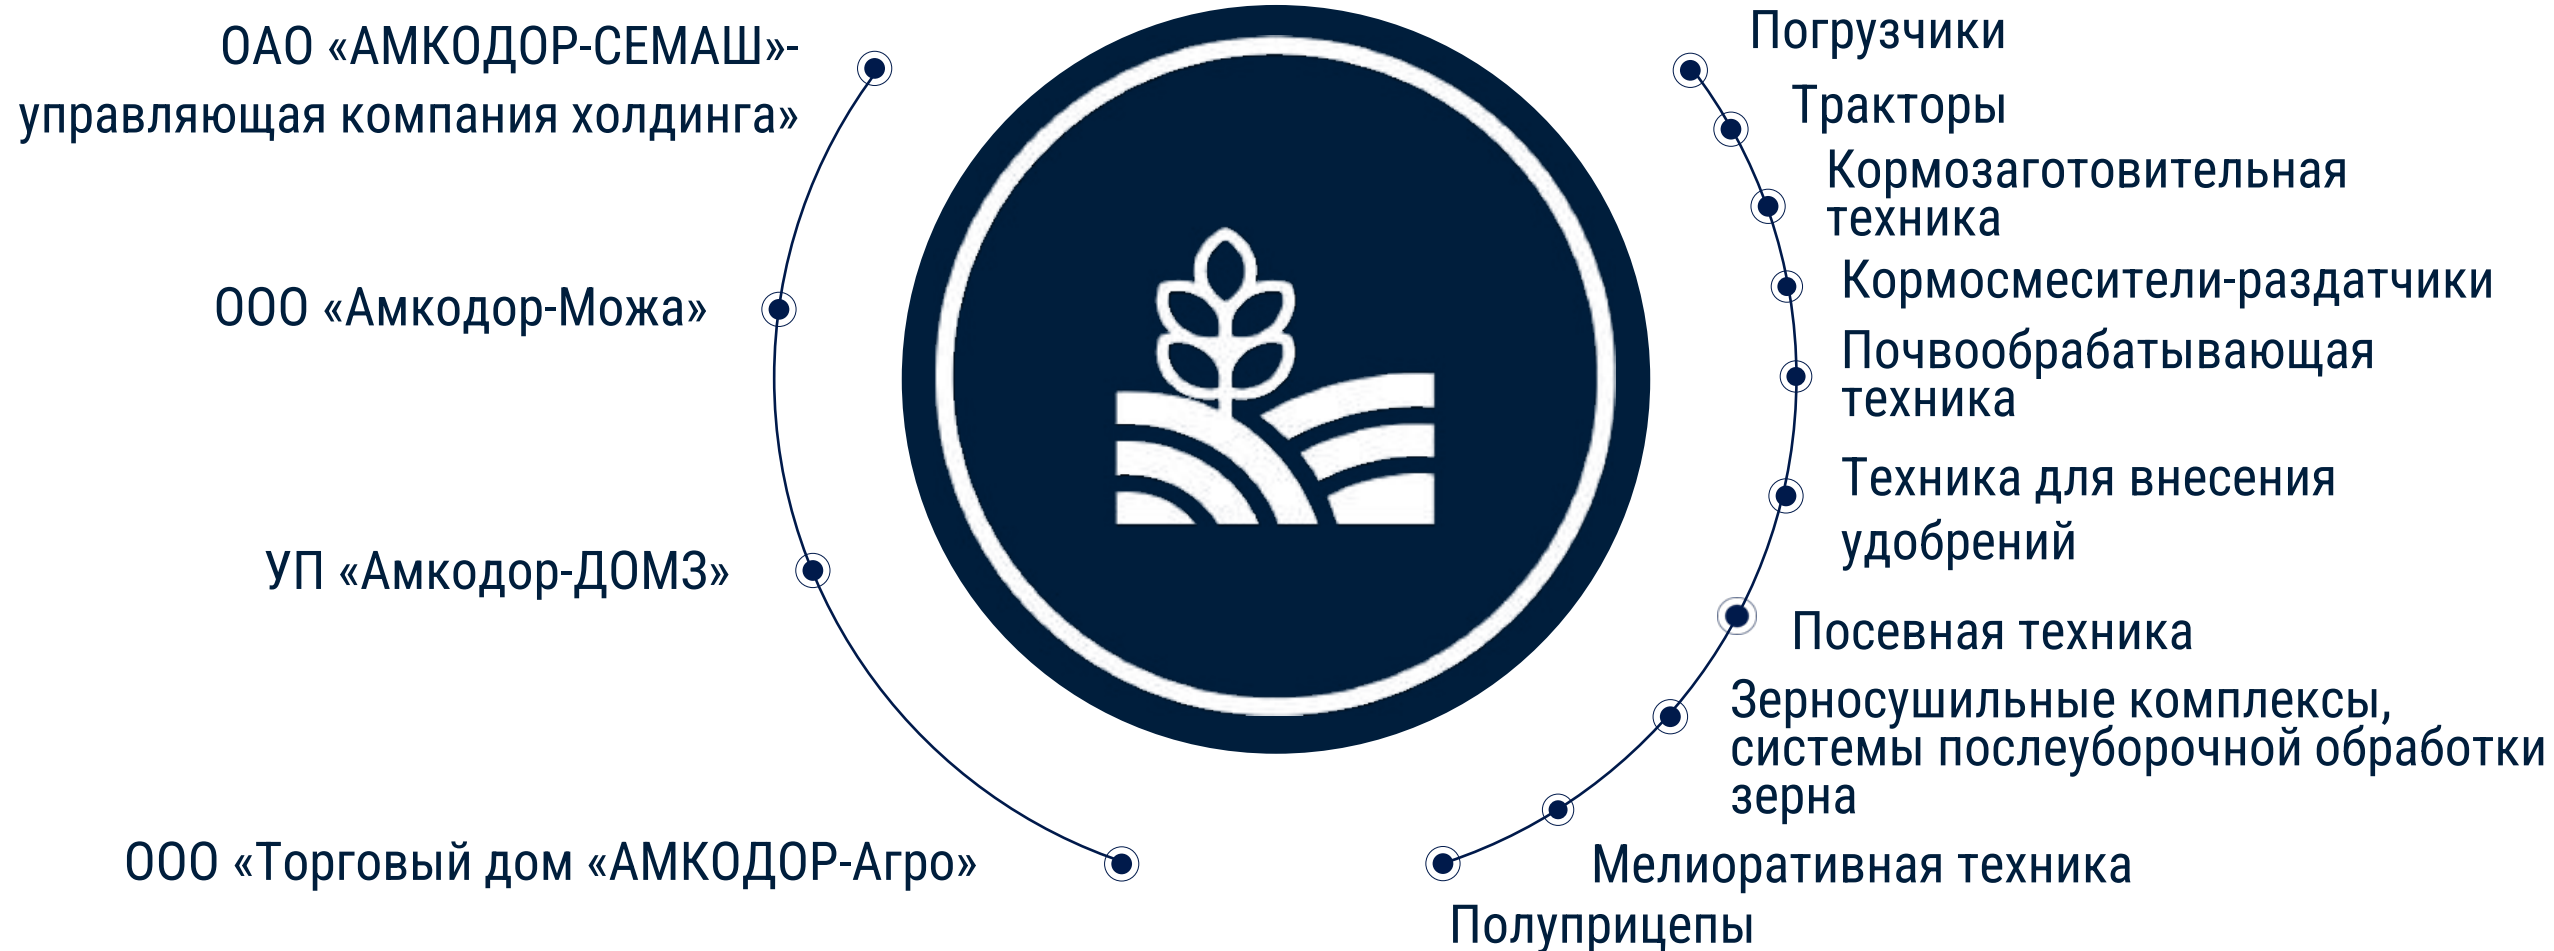 ОАО «АМКОДОР-СЕМАШ»-
управляющая компания холдинга»
ООО «Амкодор-Можа»
УП «Амкодор-ДОМЗ»
ООО «Торговый дом «АМКОДОР-Агро»
Погрузчики
Тракторы
Кормозаготовительная
техника
Кормосмесители-раздатчики
Почвообрабатывающая
техника
Техника для внесения
удобрений
Посевная техника
Зерносушильные комплексы,
системы послеуборочной обработки
зерна
Мелиоративная техника
Полуприцепы